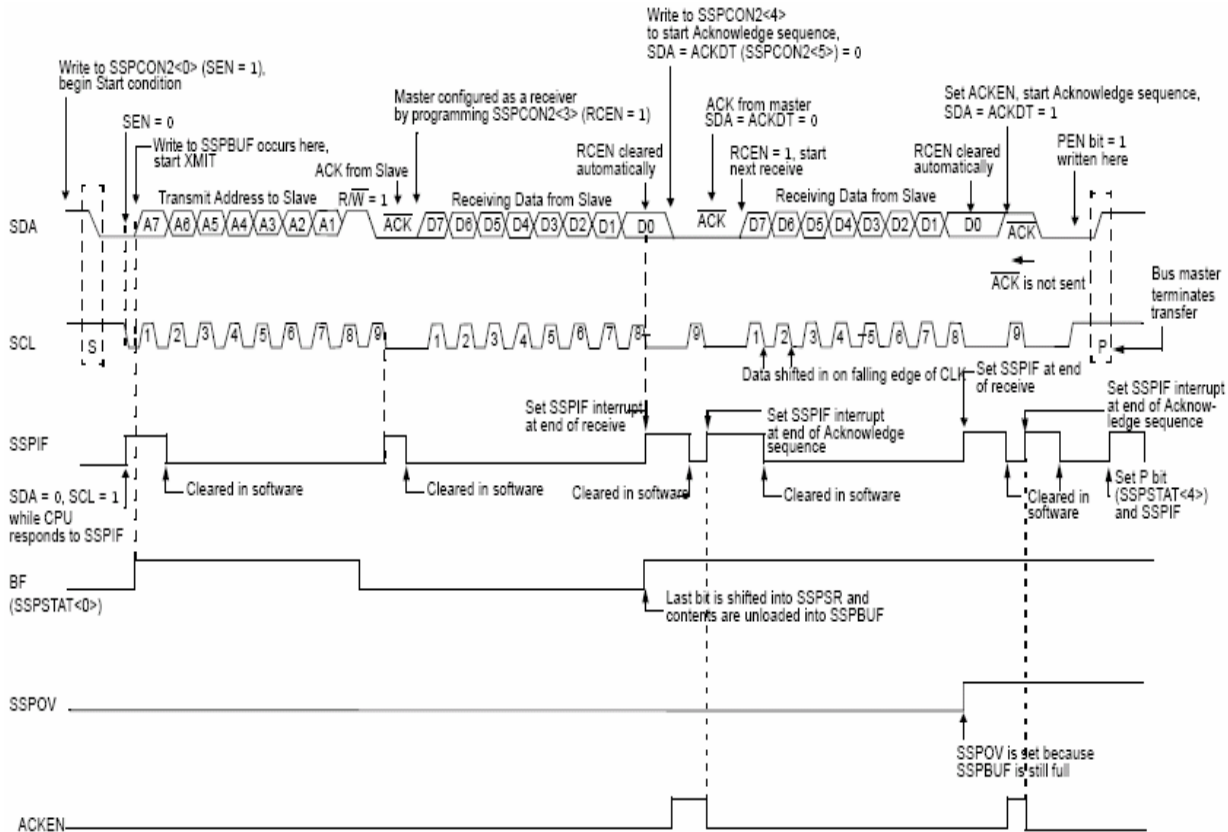 Write to SSPCON2<4>
to start Acknowledge sequence,
SDA = ACKDT (SSPCON2<5>) = 0
Write to SSPCON2<0> (SEN = 1),
begin Start condition
SEN = 0
Write to SSPBUF occurs here,
start XMIT
Master configured as a receiver
by programming SSPCON2<3> (RCEN = 1)
ACK from master
SDA = ACKDT = 0
Set ACKEN, start Acknowledge sequence,
SDA = ACKDT = 1
PEN bit = 1
written here
ACK from Slave
RCEN cleared
automatically
RCEN = 1, start
next receive
RCEN cleared
automatically
Transmit Address to Slave
R/W = 1
Receiving Data from Slave
Receiving Data from Slave
SDA
A7 A6 A5 A4 A3 A2 A1
ACK
D7 D6 D5 D4 D3 D2 D1 D0
ACK
D7 D6 D5 D4 D3 D2 D1 D0
ACK
ACK is not sent
Bus master
terminates
transfer
SCL
S
1 2 3 4 5 6 7 8 9
1 2 3 4 5 6 7 8
9
1 2 3 4 5 6 7 8
9
P
Data shifted in on falling edge of CLK
Set SSPIF interrupt
at end of receive
Set SSPIF interrupt
at end of Acknowledge
sequence
Set SSPIF at end
of receive
Set SSPIF interrupt
at end of Acknow-
ledge sequence
SSPIF
SDA = 0, SCL = 1
while CPU
responds to SSPIF
Cleared in software
Cleared in software
Cleared in software
Cleared in software
Cleared in
software
Set P bit
(SSPSTAT<4>)
and SSPIF
BF
(SSPSTAT<0>)
Last bit is shifted into SSPSR and
contents are unloaded into SSPBUF
SSPOV
SSPOV is set because
SSPBUF is still full
ACKEN